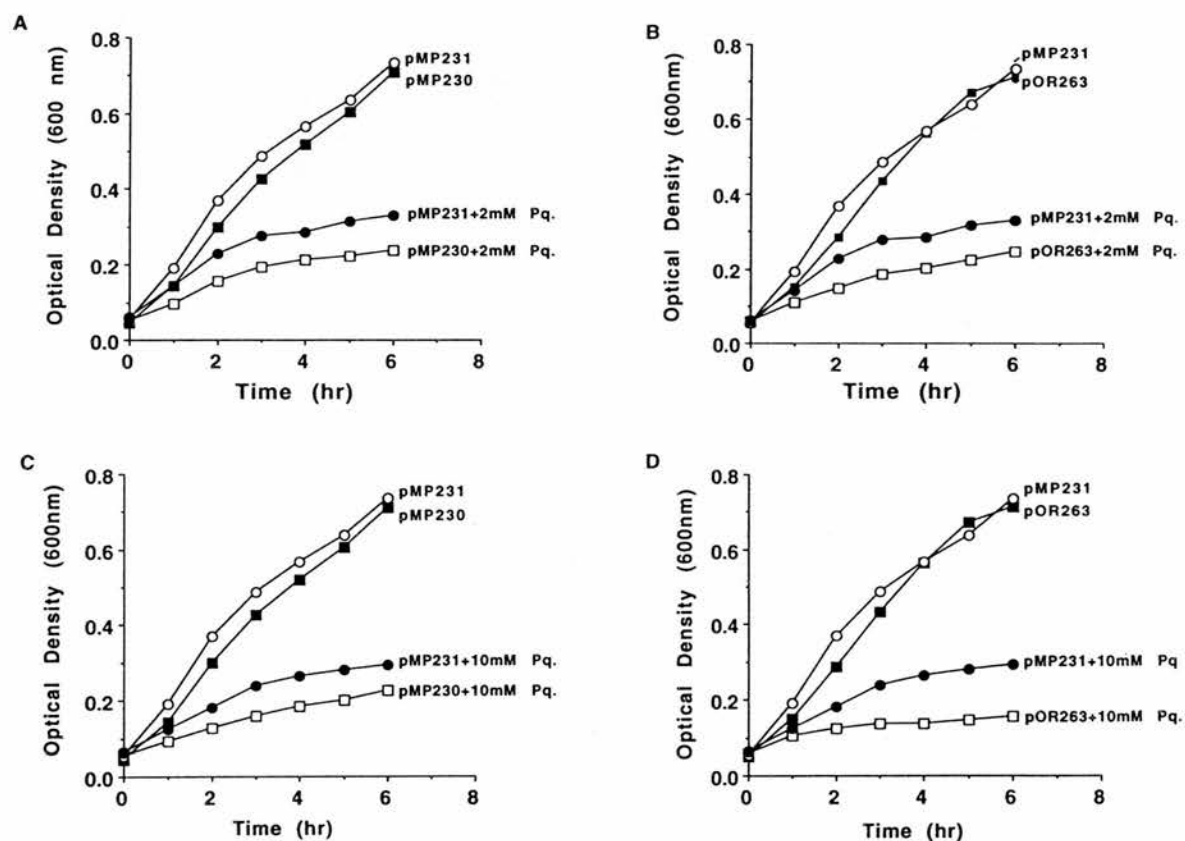 A
Optical Density (600 nm)
0.8
0.6
0.4
0.2
0.0
0
2
4
6
8
Time (hr)
pMP231
pMP230
pMP231+2mM Pq.
pMP230+2mM Pq.
B
Optical Density (600nm)
0.8
0.6
0.4
0.2
0.0
0
2
4
6
8
Time (hr)
pMP231
pOR263
pMP231+2mM Pq.
pOR263+2mM Pq.
C
Optical Density (600nm)
0.8
0.6
0.4
0.2
0.0
0
2
4
6
8
Time (hr)
pMP231
pMP230
pMP231+10mM Pq.
pMP230+10mM Pq.
D
Optical Density (600nm)
0.8
0.6
0.4
0.2
0.0
0
2
4
6
8
Time (hr)
pMP231
pOR263
pMP231+10mM Pq
pOR263+10mM Pq.